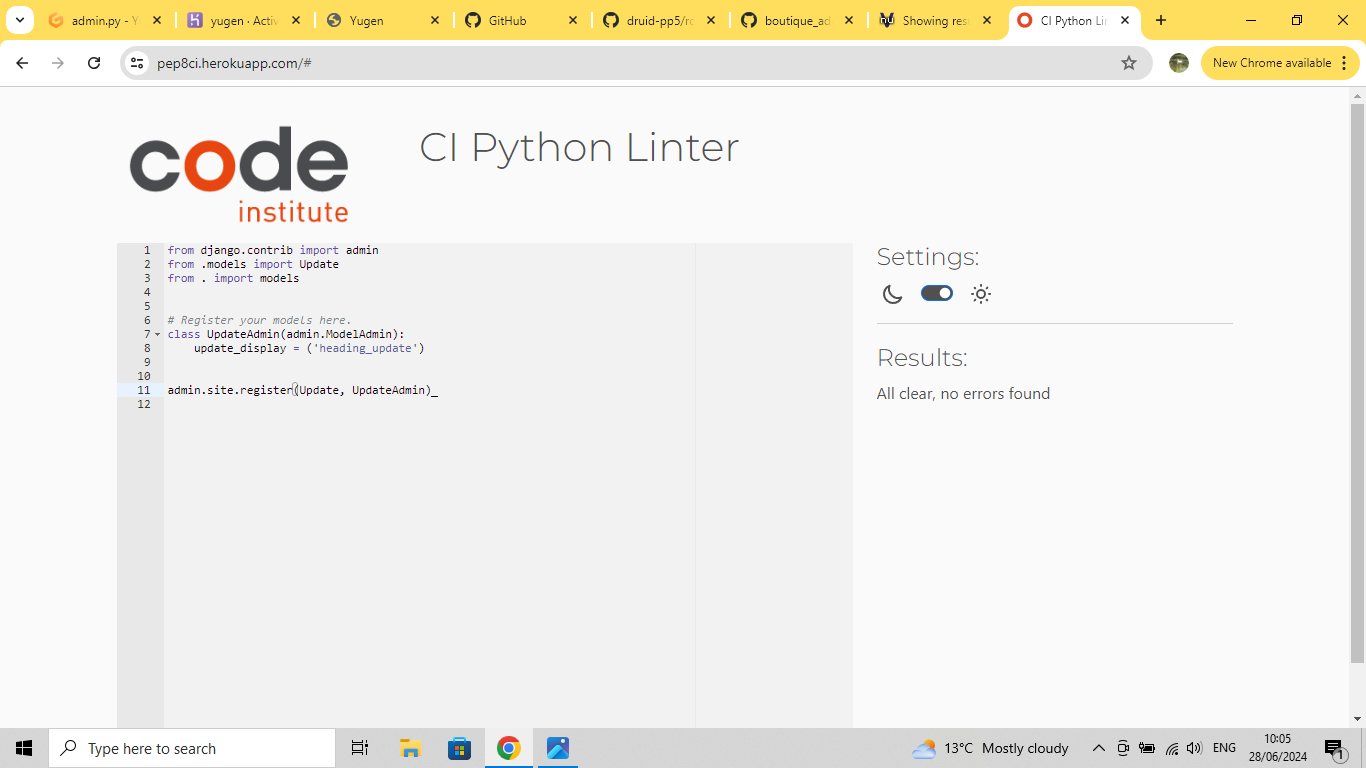 admin.py - Y
yugen · Activ
Yugen
GitHub
druid-pp5/re
boutique_ad
Showing res
CI Python Lin
pep8ci.herokuapp.com/#
New Chrome available
code
institute
CI Python Linter
1 from django.contrib import admin
2 from .models import Update
3 from . import models
4
5
6 # Register your models here.
7 class UpdateAdmin(admin.ModelAdmin):
8 update_display = ('heading_update')
9
10
11 admin.site.register(Update, UpdateAdmin)
12
Settings:
Results:
All clear, no errors found
Type here to search
13°C Mostly cloudy
ENG
10:05
28/06/2024
1